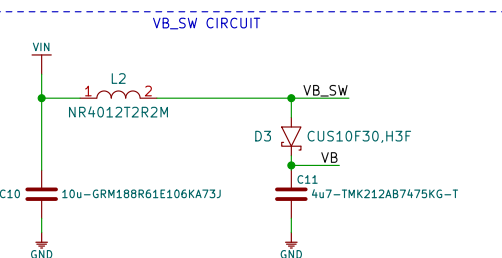 VB_SW CIRCUIT
VIN
L2
1 2
VB_SW
NR4012T2R2M
D3 CUS10F30,H3F
VB
C11
C10 10u-GRM188R61E106KA73J
4u7-TMK212AB7475KG-T
GND
GND